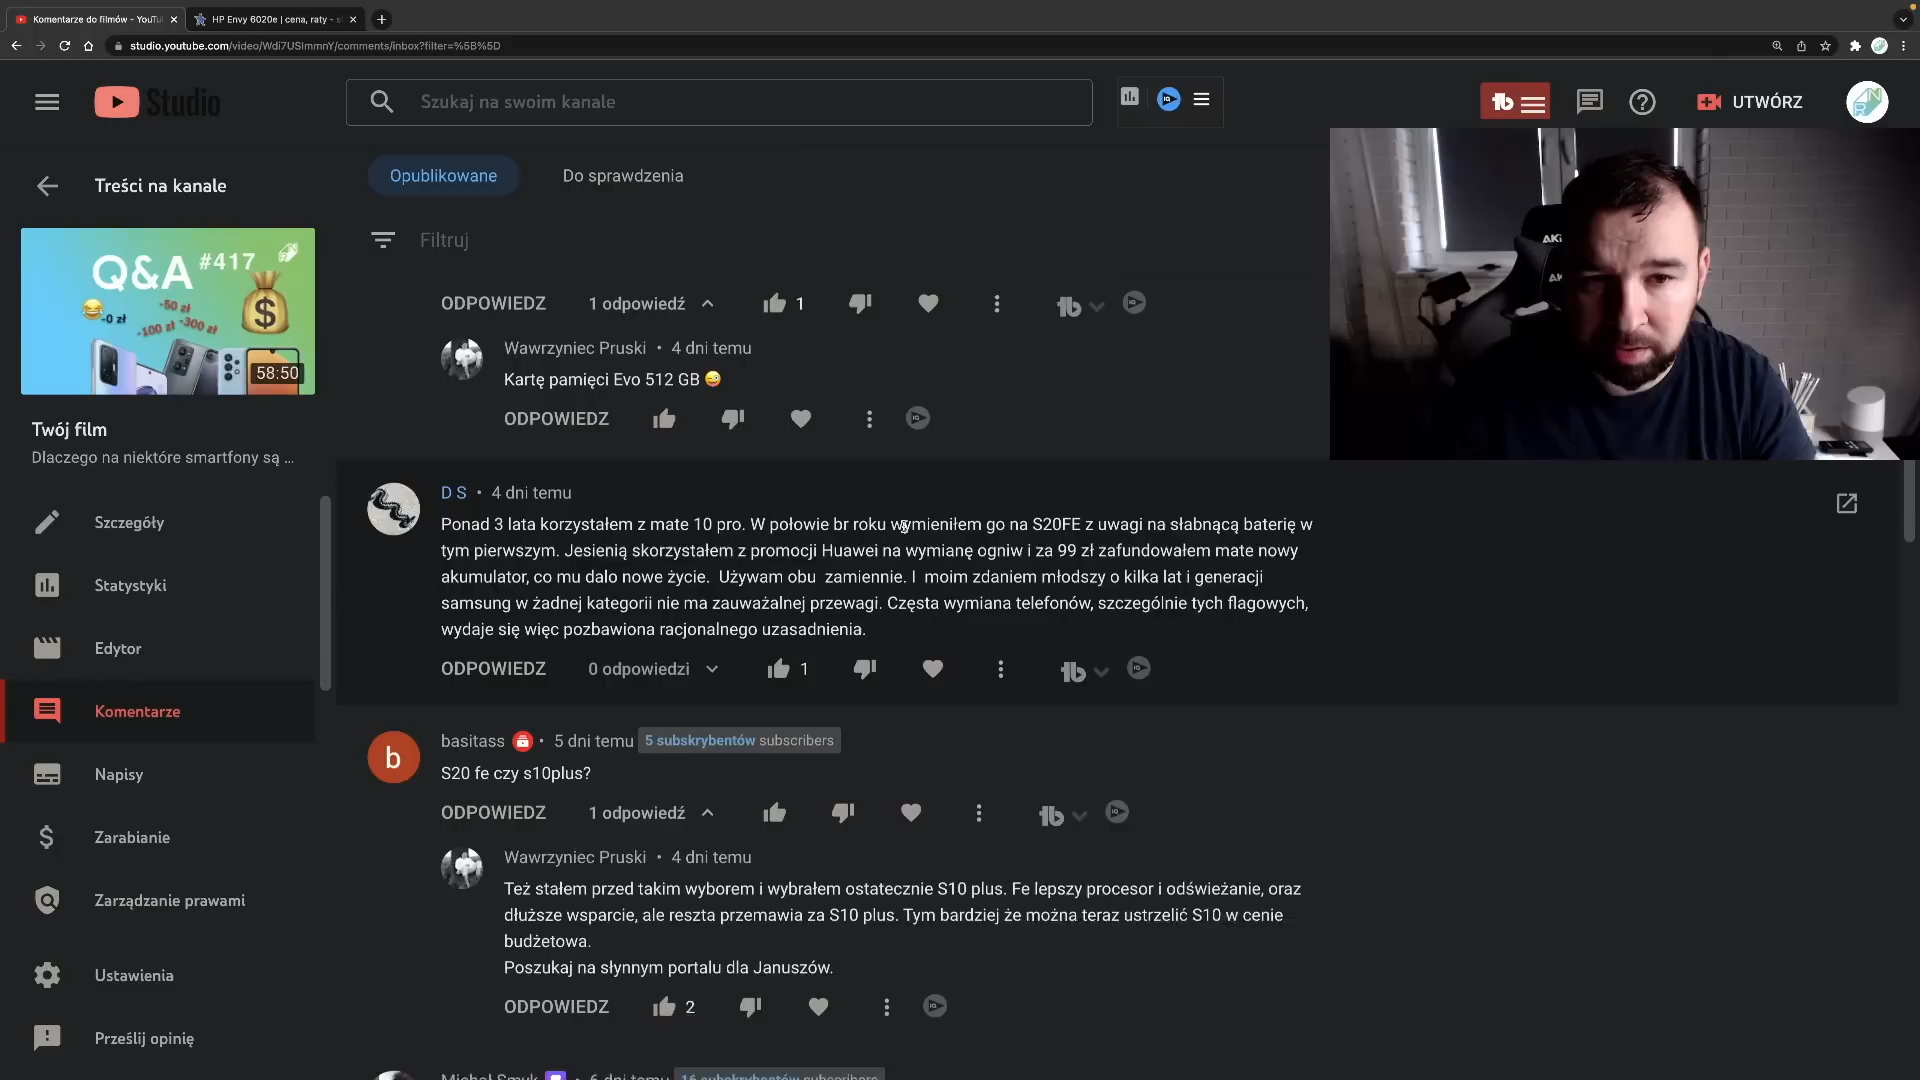 Komentarze do filmów - YouTu
HP Envy 6020e | cena, raty - s
studio.youtube.com/video/Wdi7USImmnY/comments/inbox?filter=%5B%5D
Studio
Szukaj na swoim kanale
UTWÓRZ
Treści na kanale
Q&A #417
-0 zł
-50 zł
-100 zł -300 zł
58:50
Twój film
Dlaczego na niektóre smartfony są ...
Szczegóły
Statystyki
Edytor
Komentarze
Napisy
Zarabianie
Zarządzanie prawami
Ustawienia
Prześlij opinię
Opublikowane
Do sprawdzenia
Filtruj
ODPOWIEDZ 1 odpowiedź 1
Wawrzyniec Pruski • 4 dni temu
Kartę pamięci Evo 512 GB 😜
ODPOWIEDZ
D S • 4 dni temu
Ponad 3 lata korzystałem z mate 10 pro. W połowie br roku wymieniłem go na S20FE z uwagi na słabnącą baterię w
tym pierwszym. Jesienią skorzystałem z promocji Huawei na wymianę ogniw i za 99 zł zafundowałem mate nowy
akumulator, co mu dalo nowe życie. Używam obu zamiennie. I moim zdaniem młodszy o kilka lat i generacji
samsung w żadnej kategorii nie ma zauważalnej przewagi. Częsta wymiana telefonów, szczególnie tych flagowych,
wydaje się więc pozbawiona racjonalnego uzasadnienia.
ODPOWIEDZ 0 odpowiedzi 1
b
basitass • 5 dni temu 5 subskrybentów subscribers
S20 fe czy s10plus?
ODPOWIEDZ 1 odpowiedź
Wawrzyniec Pruski • 4 dni temu
Też stałem przed takim wyborem i wybrałem ostatecznie S10 plus. Fe lepszy procesor i odświeżanie, oraz
dłuższe wsparcie, ale reszta przemawia za S10 plus. Tym bardziej że można teraz ustrzelić S10 w cenie
budżetowa.
Poszukaj na słynnym portalu dla Januszów.
ODPOWIEDZ 2
Michał Smyk • 6 dni temu 16 subskrybentów subscribers